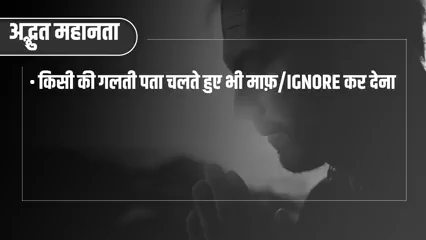 अद्भुत महानता
• किसी की गलती पता चलते हुए भी माफ़/IGNORE कर देना